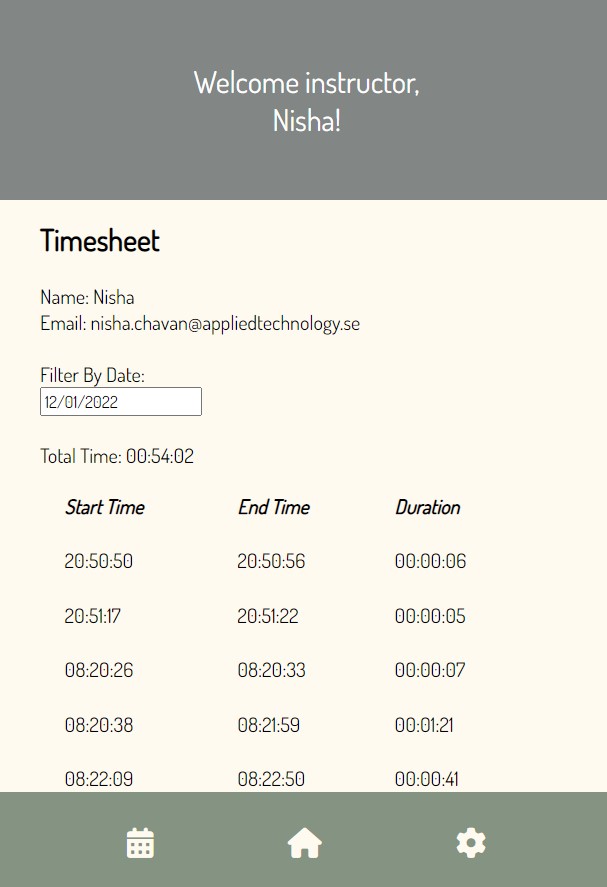 Welcome instructor,
Nisha!
Timesheet
Name: Nisha
Email: nisha.chavan@appliedtechnology.se
Filter By Date:
12/01/2022
Total Time: 00:54:02
Start Time End Time Duration
20:50:50 20:50:56 00:00:06
20:51:17 20:51:22 00:00:05
08:20:26 08:20:33 00:00:07
08:20:38 08:21:59 00:01:21
08:22:09 08:22:50 00:00:41